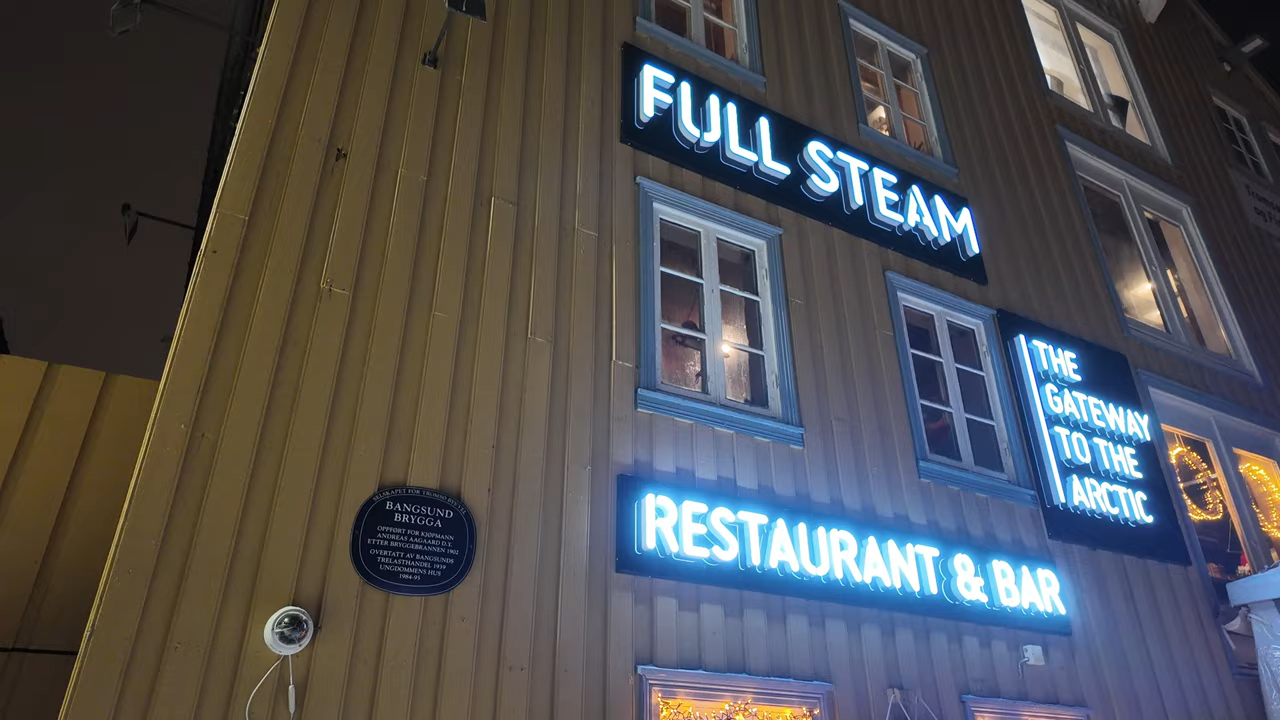 FULL STEAM
THE
GATEWAY
TO THE
ARCTIC
RESTAURANT & BAR
SELSKAPET FOR TROMSØ BYES VEL
BANGSUND
BRYGGA
OPPFØRT FOR KJØPMANN
ANDREAS AAGAARD D.Y.
ETTER BRYGGEBRANNEN 1902
OVERTATT AV BANGSUNDS
TRELASTHANDEL 1939
UNGDOMMENS HUS
1984-95